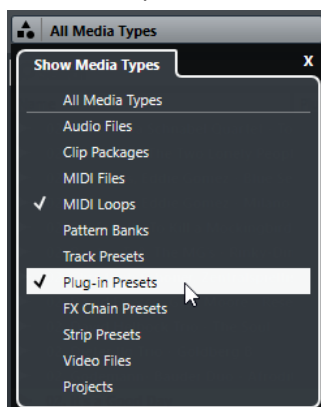 All Media Types
Show Media Types X
All Media Types
Audio Files
Clip Packages
MIDI Files
MIDI Loops
Pattern Banks
Track Presets
Plug-in Presets
FX Chain Presets
Strip Presets
Video Files
Projects